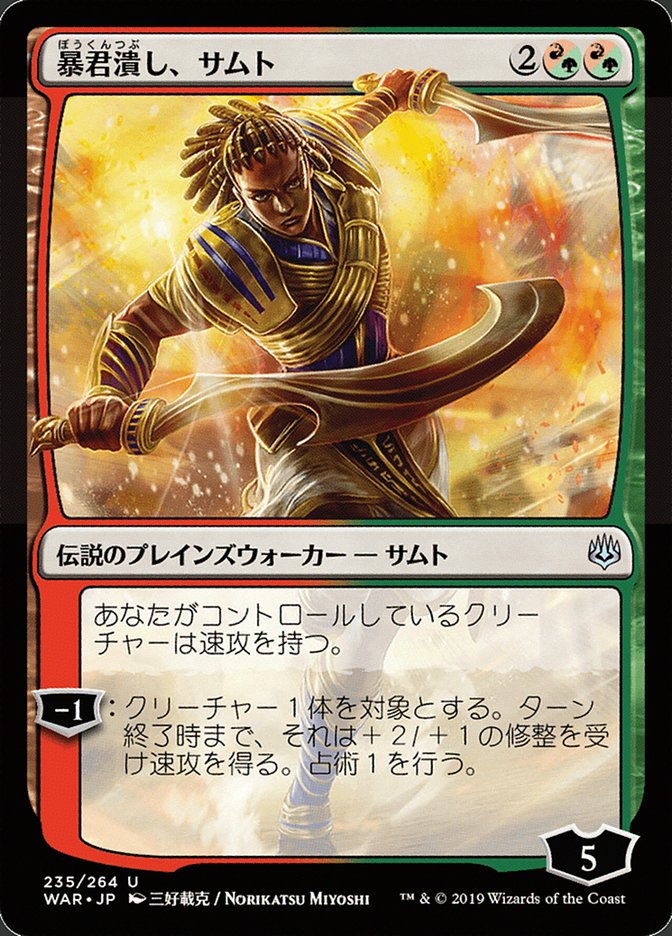 ぼうくんつぶ
暴君潰し、サムト 2
伝説のプレインズウォーカー — サムト
あなたがコントロールしているクリー
チャーは速攻を持つ。
-1 :クリーチャー1体を対象とする。ターン
終了時まで、それは+2/+1の修整を受
け速攻を得る。占術1を行う。
5
235/264 U
WAR・JP 三好載克 / NORIKATSU MIYOSHI ™ & © 2019 Wizards of the Coast